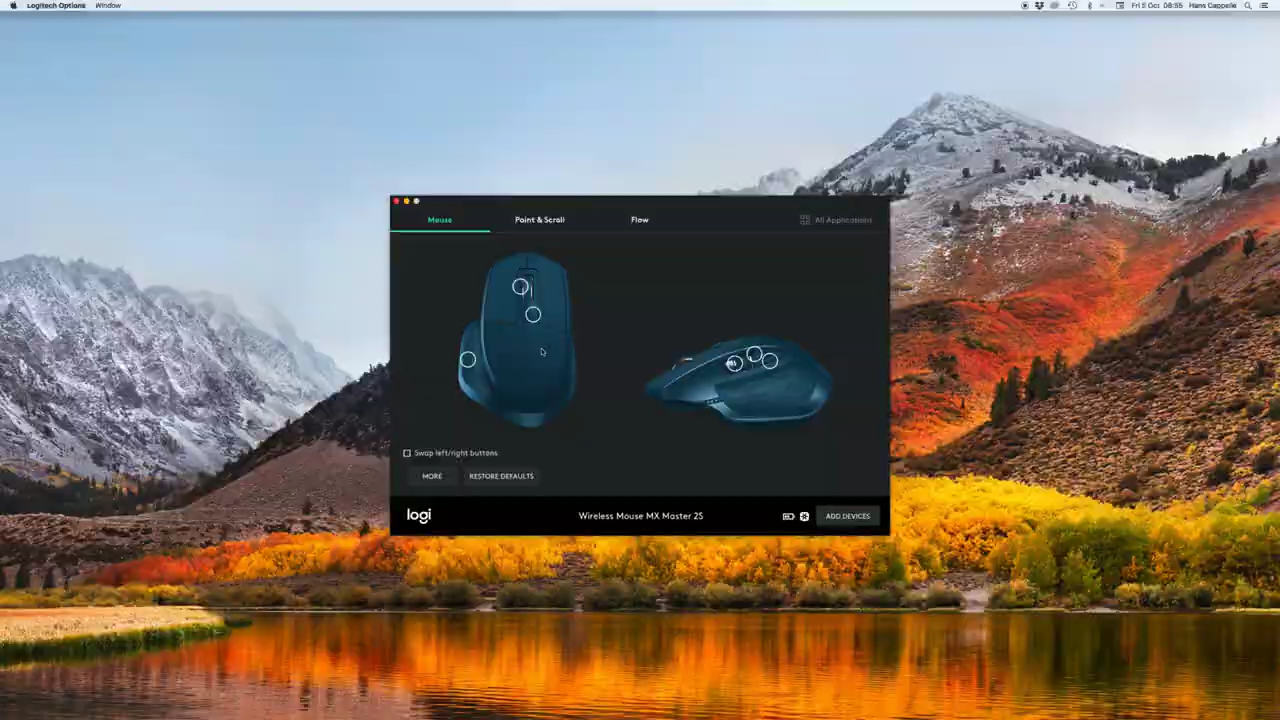 Logitech Options Window
Fri 5 Oct 08:55 Hans Cappelle
Mouse
Point & Scroll
Flow
All Applications
Swap left/right buttons
MORE
RESTORE DEFAULTS
logi
Wireless Mouse MX Master 2S
ADD DEVICES